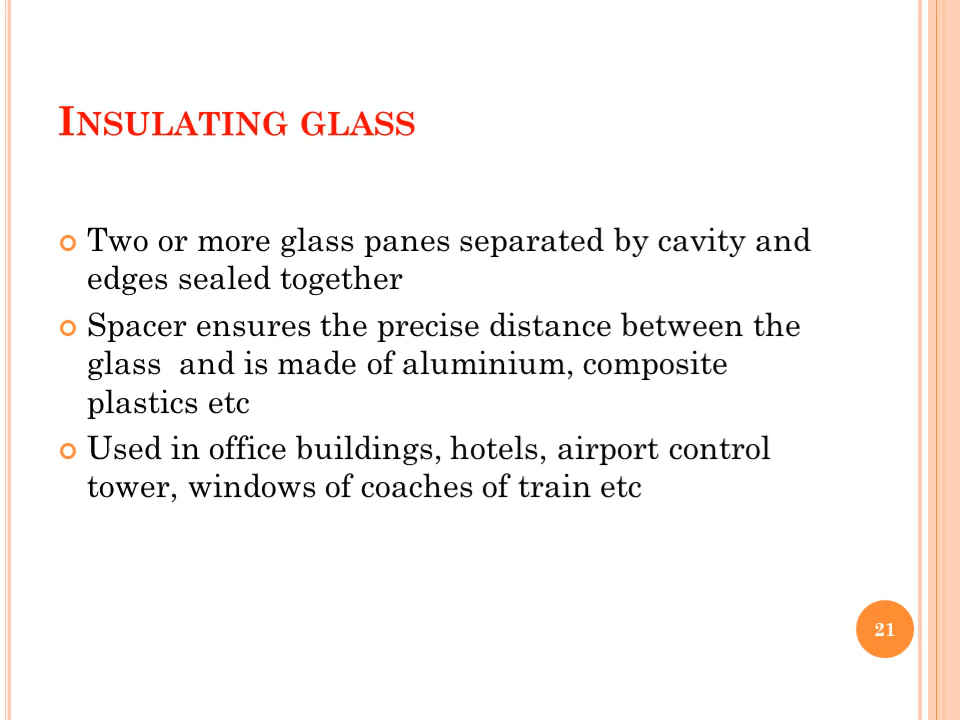 INSULATING GLASS
Two or more glass panes separated by cavity and
edges sealed together
Spacer ensures the precise distance between the
glass  and is made of aluminium, composite
plastics etc
Used in office buildings, hotels, airport control
tower, windows of coaches of train etc
21